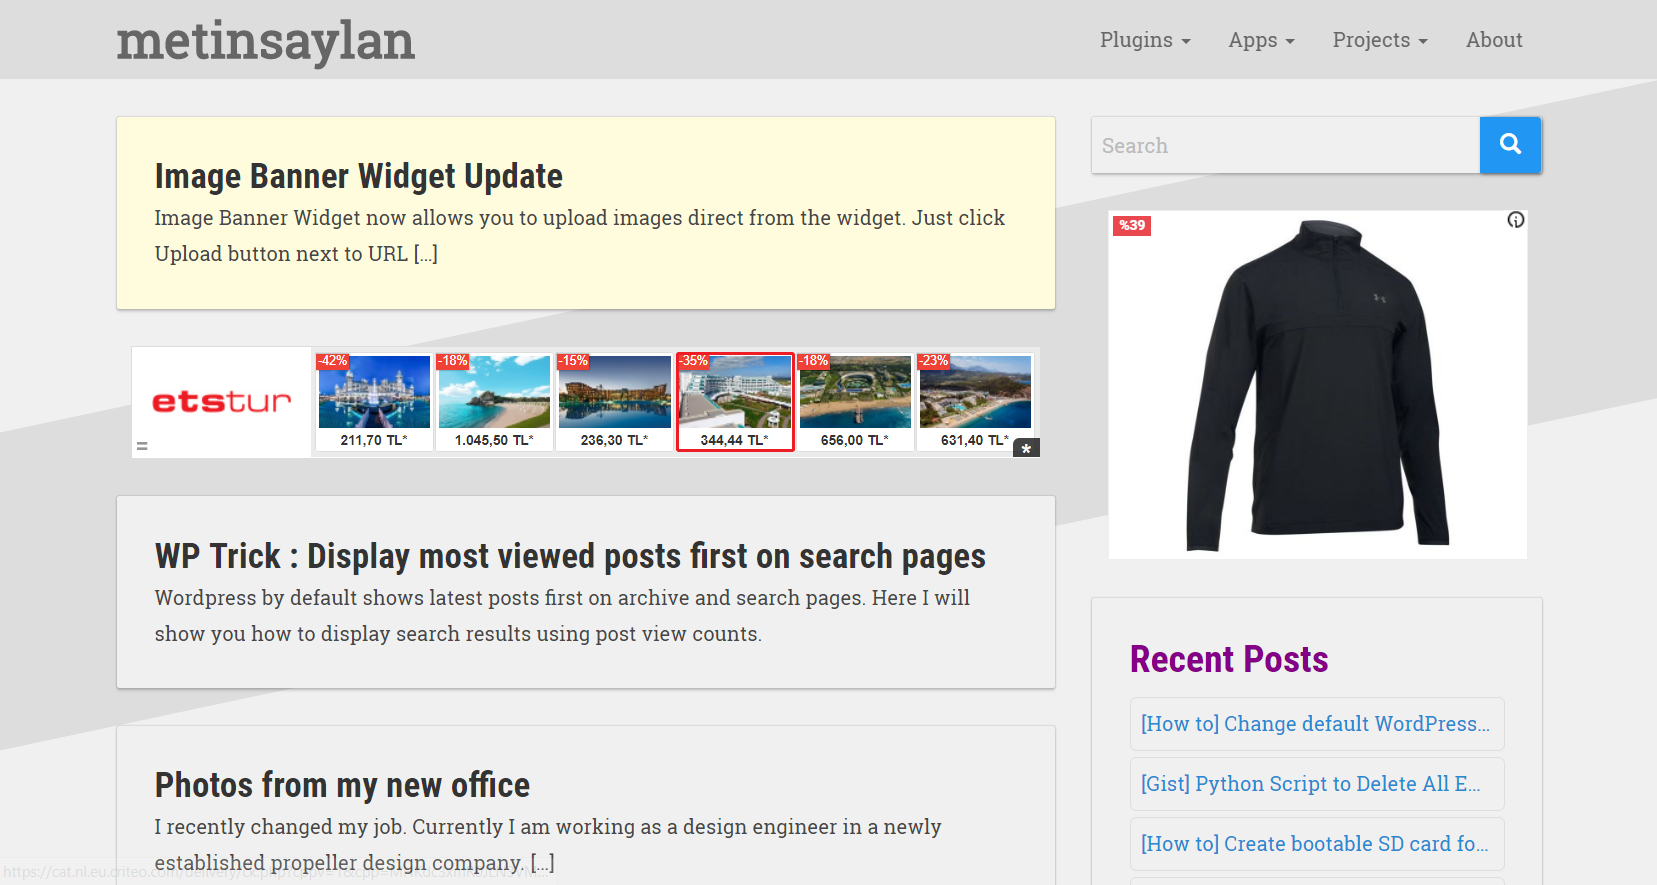 metinsaylan
Plugins
Apps
Projects
About
Image Banner Widget Update
Image Banner Widget now allows you to upload images direct from the widget. Just click
Upload button next to URL [...]
Search
%39
etstur
-42%
-18%
-15%
-35%
-18%
-23%
211,70 TL*
1.045,50 TL*
236,30 TL*
344,44 TL*
656,00 TL*
631,40 TL*
WP Trick : Display most viewed posts first on search pages
Wordpress by default shows latest posts first on archive and search pages. Here I will
show you how to display search results using post view counts.
Recent Posts
[How to] Change default WordPress...
[Gist] Python Script to Delete All E...
[How to] Create bootable SD card fo...
Photos from my new office
I recently changed my job. Currently I am working as a design engineer in a newly
established propeller design company. [...]